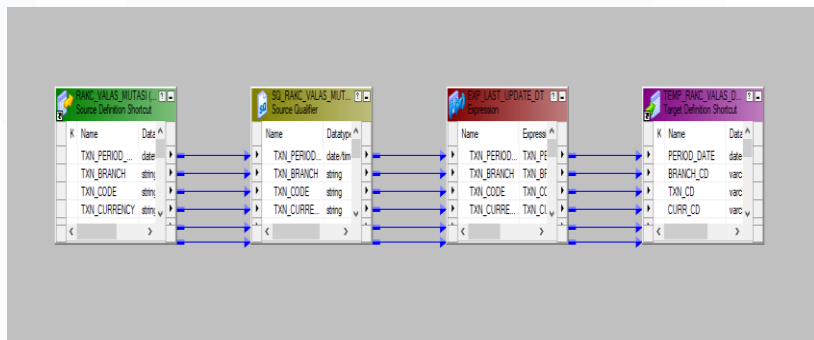 RAKC_VALAS_MUTASI (...
Source Definition Shortcut
K Name Data
TXN_PERIOD_... date
TXN_BRANCH string
TXN_CODE string
TXN_CURRENCY string
SQ_RAKC_VALAS_MUT...
Source Qualifier
Name Datatype
TXN_PERIOD... date/tim
TXN_BRANCH string
TXN_CODE string
TXN_CURRE... string
EXP_LAST_UPDATE_DT
Expression
Name Expressi
TXN_PERIOD... TXN_PE
TXN_BRANCH TXN_BF
TXN_CODE TXN_CC
TXN_CURRE... TXN_CL
TEMP_RAKC_VALAS_D...
Target Definition Shortcut
K Name Data
PERIOD_DATE date
BRANCH_CD varc
TXN_CD varc
CURR_CD varc